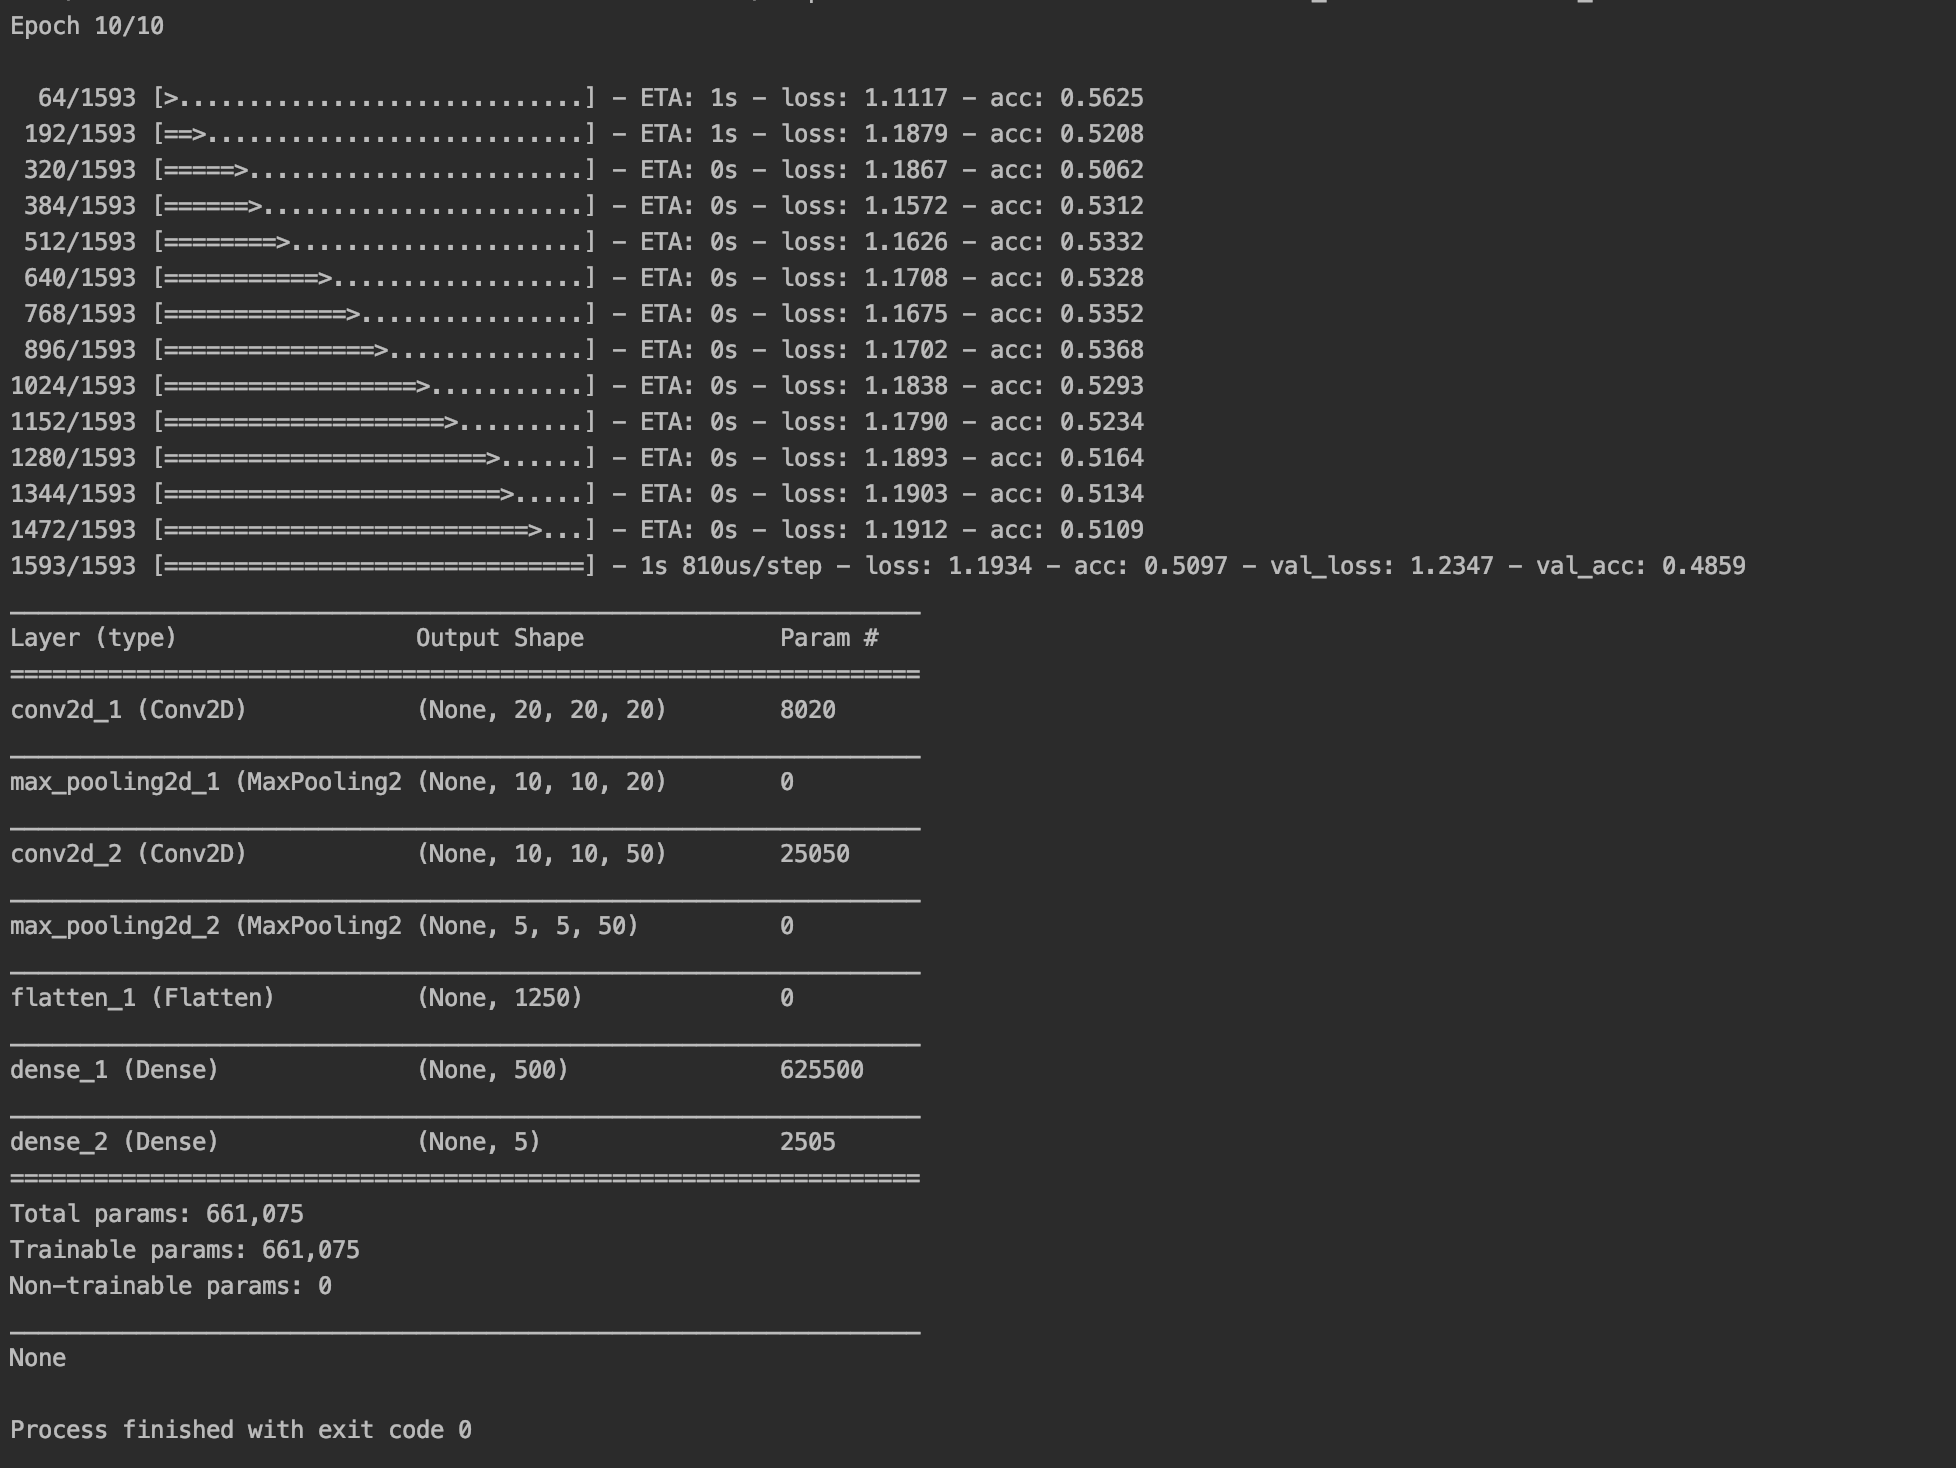 Epoch 10/10
64/1593 [>.............................] - ETA: 1s - loss: 1.1117 - acc: 0.5625
192/1593 [==>...........................] - ETA: 1s - loss: 1.1879 - acc: 0.5208
320/1593 [=====>........................] - ETA: 0s - loss: 1.1867 - acc: 0.5062
384/1593 [======>.......................] - ETA: 0s - loss: 1.1572 - acc: 0.5312
512/1593 [========>.....................] - ETA: 0s - loss: 1.1626 - acc: 0.5332
640/1593 [===========>..................] - ETA: 0s - loss: 1.1708 - acc: 0.5328
768/1593 [=============>................] - ETA: 0s - loss: 1.1675 - acc: 0.5352
896/1593 [===============>..............] - ETA: 0s - loss: 1.1702 - acc: 0.5368
1024/1593 [==================>...........] - ETA: 0s - loss: 1.1838 - acc: 0.5293
1152/1593 [====================>.........] - ETA: 0s - loss: 1.1790 - acc: 0.5234
1280/1593 [=======================>......] - ETA: 0s - loss: 1.1893 - acc: 0.5164
1344/1593 [========================>.....] - ETA: 0s - loss: 1.1903 - acc: 0.5134
1472/1593 [==========================>...] - ETA: 0s - loss: 1.1912 - acc: 0.5109
1593/1593 [==============================] - 1s 810us/step - loss: 1.1934 - acc: 0.5097 - val_loss: 1.2347 - val_acc: 0.4859
_________________________________________________________________
Layer (type)                 Output Shape              Param #
=================================================================
conv2d_1 (Conv2D)            (None, 20, 20, 20)        8020
_________________________________________________________________
max_pooling2d_1 (MaxPooling2 (None, 10, 10, 20)        0
_________________________________________________________________
conv2d_2 (Conv2D)            (None, 10, 10, 50)        25050
_________________________________________________________________
max_pooling2d_2 (MaxPooling2 (None, 5, 5, 50)          0
_________________________________________________________________
flatten_1 (Flatten)          (None, 1250)              0
_________________________________________________________________
dense_1 (Dense)              (None, 500)               625500
_________________________________________________________________
dense_2 (Dense)              (None, 5)                 2505
=================================================================
Total params: 661,075
Trainable params: 661,075
Non-trainable params: 0
_________________________________________________________________
None
Process finished with exit code 0